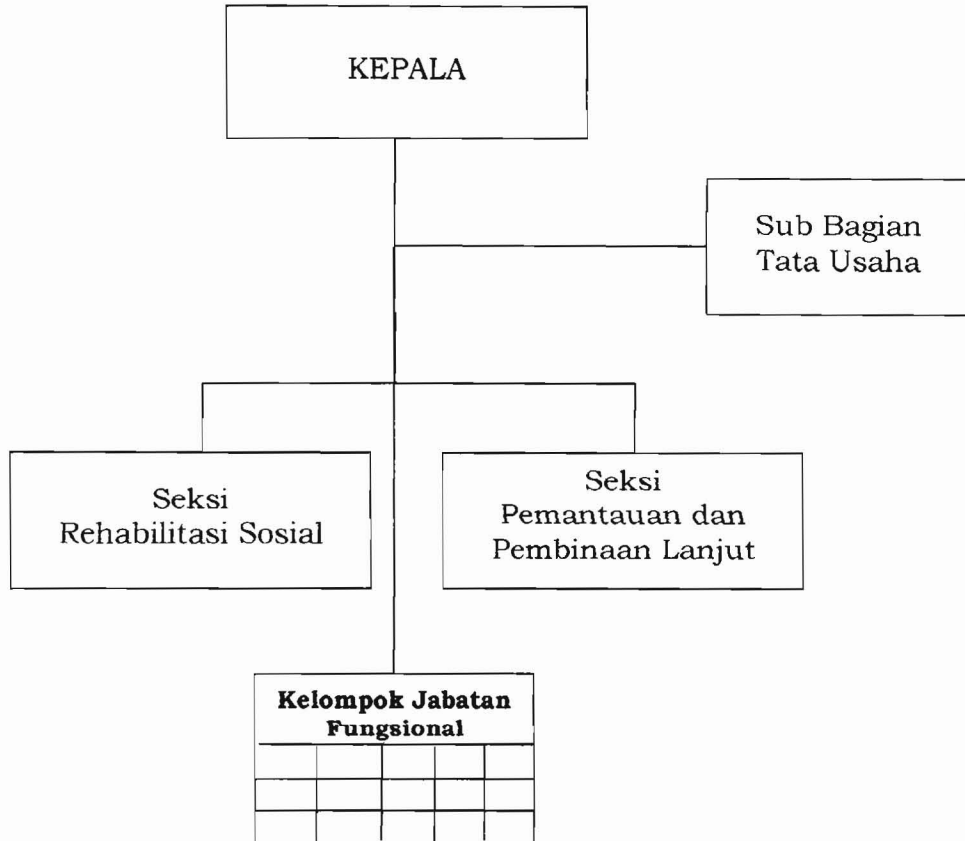 KEPALA
Sub Bagian
Tata Usaha
Seksi
Rehabilitasi Sosial
Seksi
Pemantauan dan
Pembinaan Lanjut
Kelompok Jabatan
Fungsional